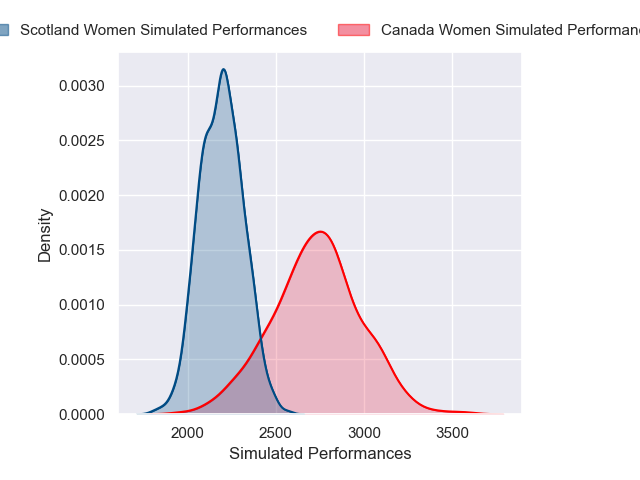 Scotland Women Simulated Performances
Canada Women Simulated
0.0030
0.0025
0.0020
0.0015
0.0010
0.0005
0.0000
Density
2000 2500 3000 3500
Simulated Performances